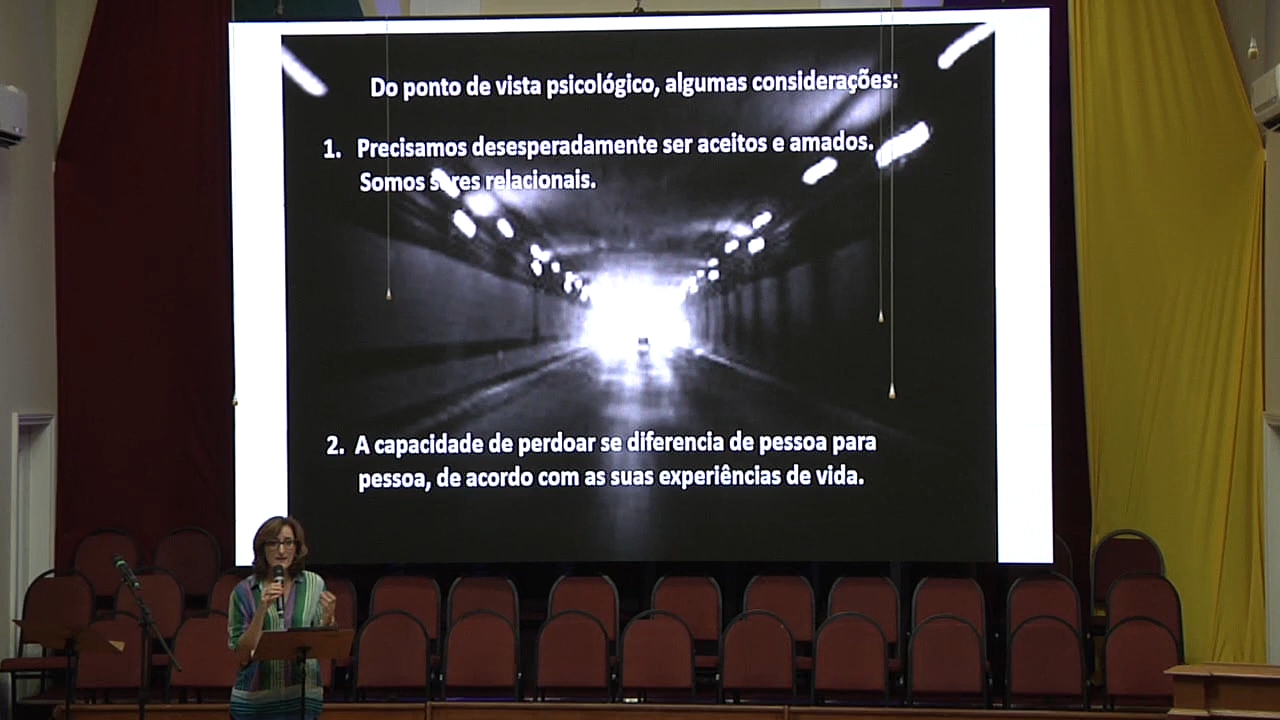 Do ponto de vista psicológico, algumas considerações:
1. Precisamos desesperadamente ser aceitos e amados.
Somos seres relacionais.
2. A capacidade de perdoar se diferencia de pessoa para
pessoa, de acordo com as suas experiências de vida.